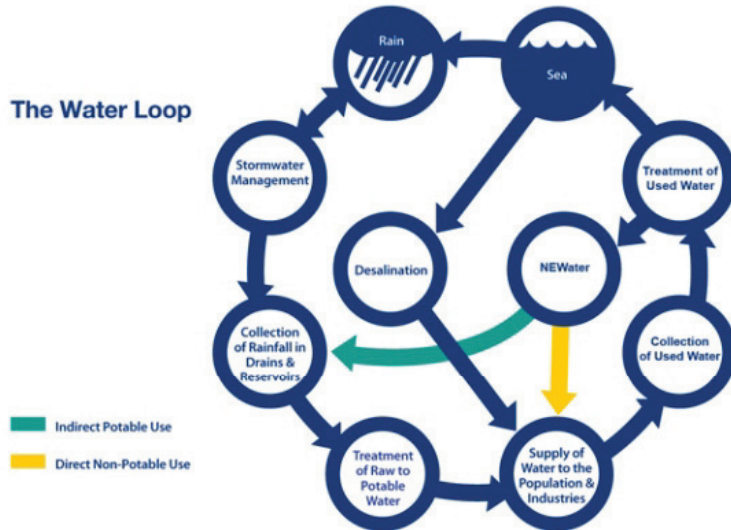 The Water Loop
Rain
Sea
Stormwater
Management
Treatment of
Used Water
Desalination
NEWater
Collection
of Rainfall in
Drains &
Reservoirs
Collection
of Used Water
Indirect Potable Use
Direct Non-Potable Use
Treatment
of Raw to
Potable
Water
Supply of
Water to the
Population &
Industries